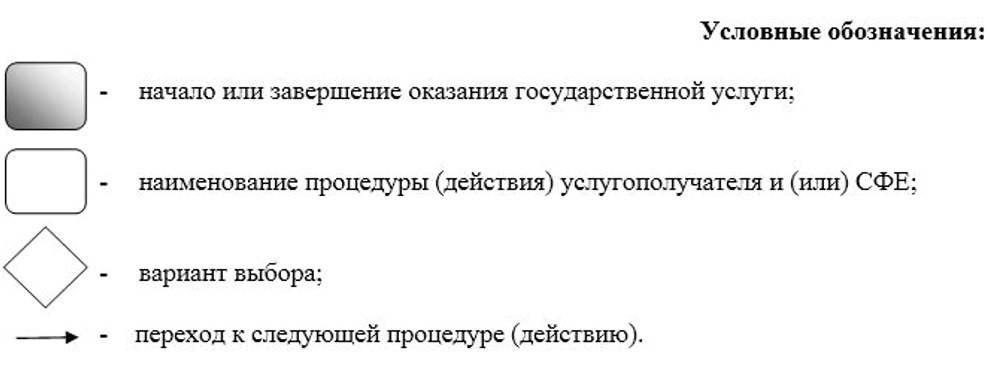 Условные обозначения:
- начало или завершение оказания государственной услуги;
- наименование процедуры (действия) услугополучателя и (или) СФЕ;
- вариант выбора;
- переход к следующей процедуре (действию).